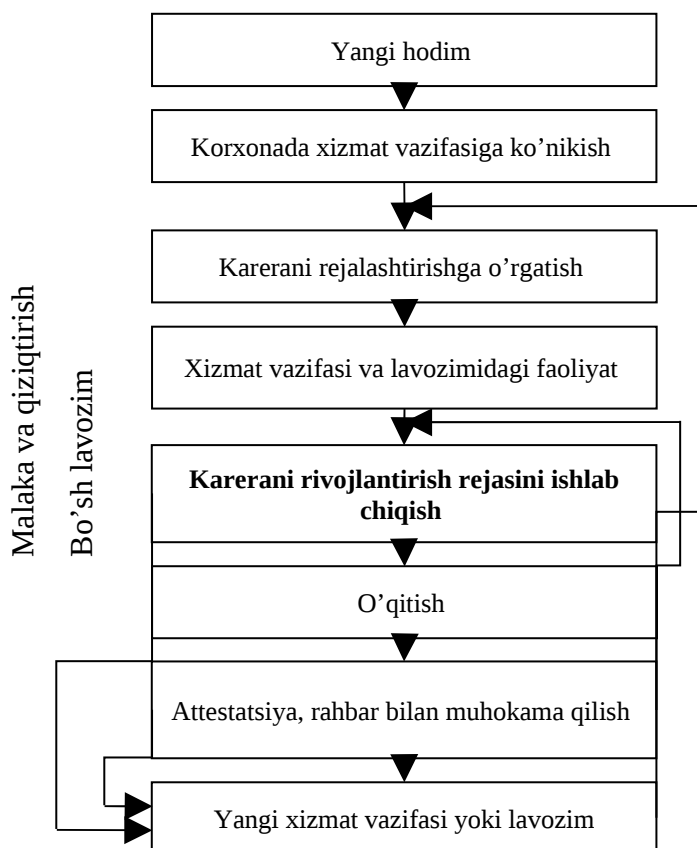 Yangi hodim
Korxonada xizmat vazifasiga ko’nikish
Karerani rejalashtirishga o’rgatish
Xizmat vazifasi va lavozimidagi faoliyat
Karerani rivojlantirish rejasini ishlab
chiqish
O’qitish
Attestatsiya, rahbar bilan muhokama qilish
Yangi xizmat vazifasi yoki lavozim
Malaka va qiziqtirish
Bo’sh lavozim